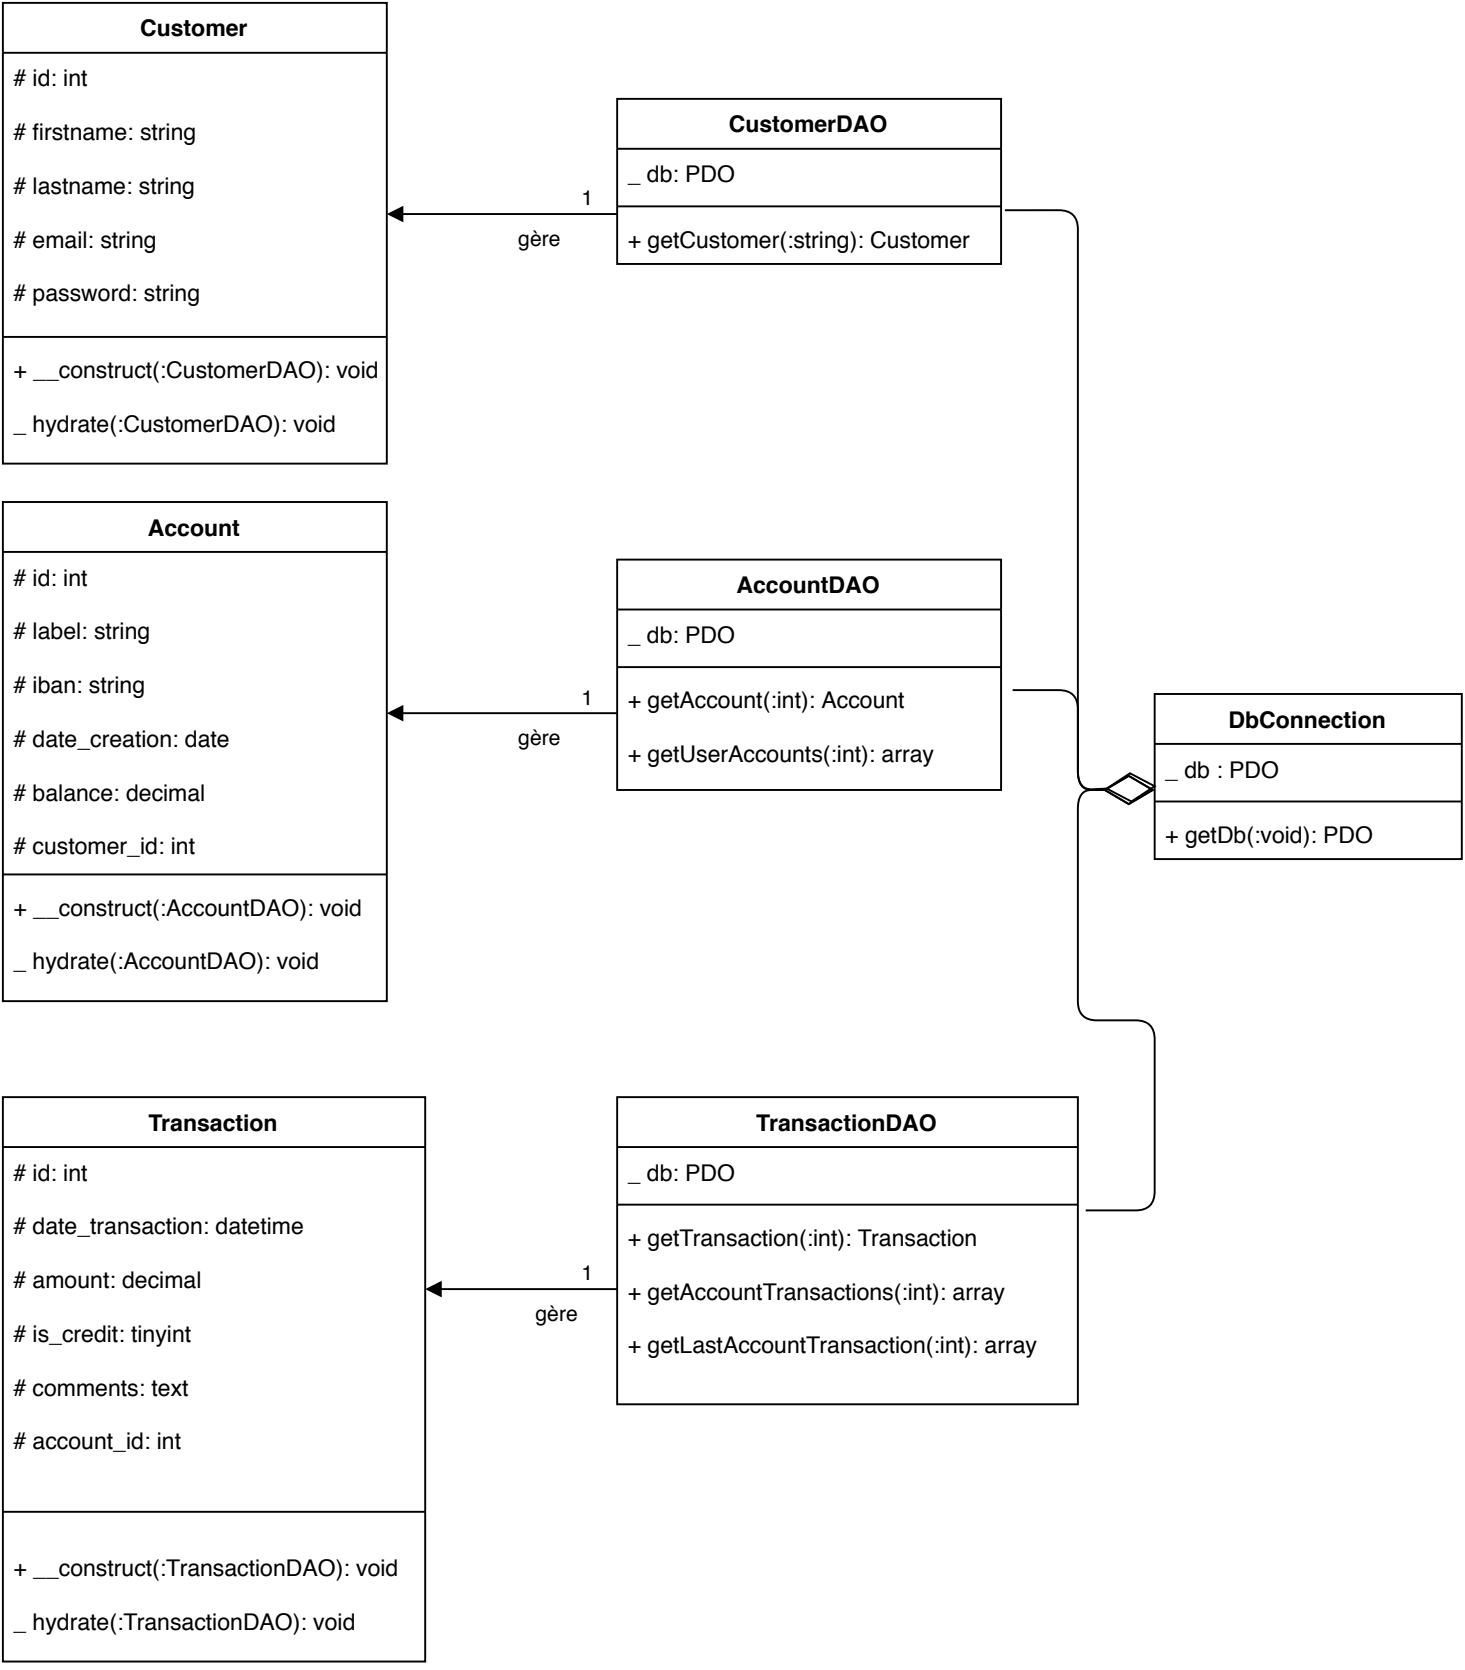 Customer
# id: int
# firstname: string
# lastname: string
# email: string
# password: string
+ __construct(:CustomerDAO): void
_ hydrate(:CustomerDAO): void
CustomerDAO
_ db: PDO
+ getCustomer(:string): Customer
1
gère
Account
# id: int
# label: string
# iban: string
# date_creation: date
# balance: decimal
# customer_id: int
+ __construct(:AccountDAO): void
_ hydrate(:AccountDAO): void
AccountDAO
_ db: PDO
+ getAccount(:int): Account
+ getUserAccounts(:int): array
1
gère
DbConnection
_ db : PDO
+ getDb(:void): PDO
Transaction
# id: int
# date_transaction: datetime
# amount: decimal
# is_credit: tinyint
# comments: text
# account_id: int
+ __construct(:TransactionDAO): void
_ hydrate(:TransactionDAO): void
TransactionDAO
_ db: PDO
+ getTransaction(:int): Transaction
+ getAccountTransactions(:int): array
+ getLastAccountTransaction(:int): array
1
gère